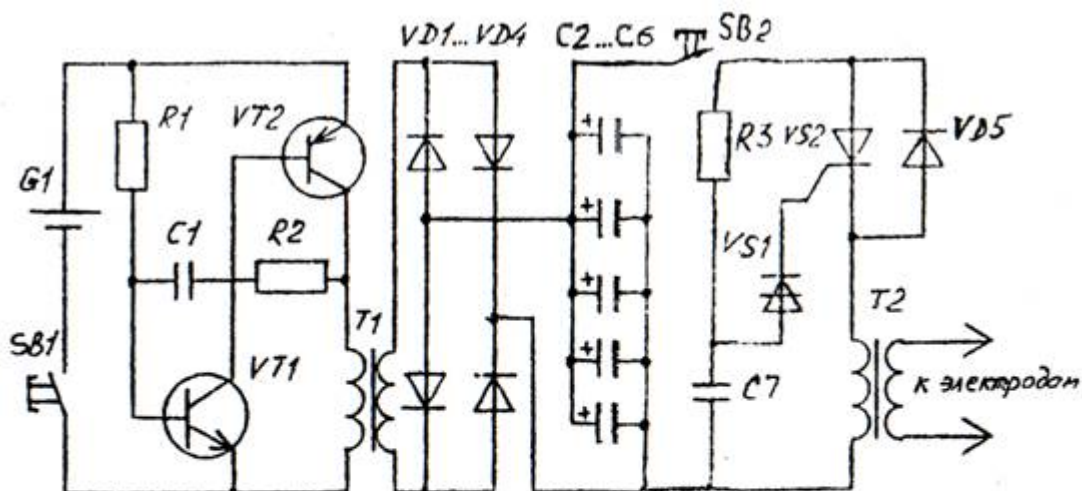 VD1...VD4 C2...C6 SB2
R1 VT2
R3 VS2 VD5
G1
C1 R2
VS1
T1 T2
SB1
VT1 C7 к электродам
+
+
+
+
+